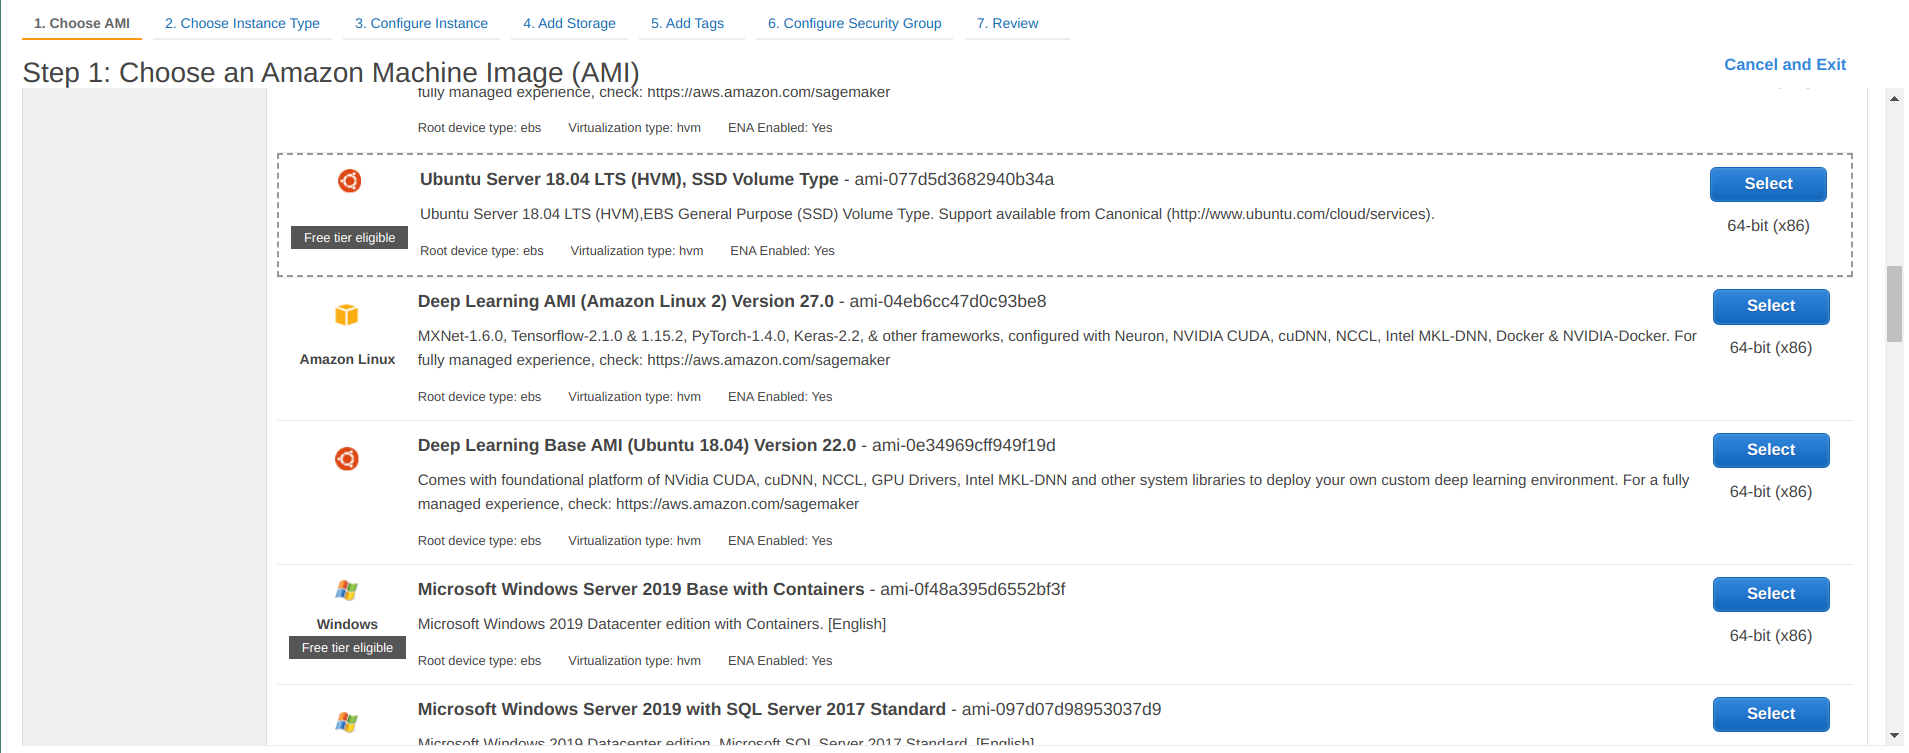 1. Choose AMI 2. Choose Instance Type 3. Configure Instance 4. Add Storage 5. Add Tags 6. Configure Security Group 7. Review
Step 1: Choose an Amazon Machine Image (AMI)
Cancel and Exit
fully managed experience, check: https://aws.amazon.com/sagemaker
Root device type: ebs Virtualization type: hvm ENA Enabled: Yes
Ubuntu Server 18.04 LTS (HVM), SSD Volume Type - ami-077d5d3682940b34a
Select
Ubuntu Server 18.04 LTS (HVM),EBS General Purpose (SSD) Volume Type. Support available from Canonical (http://www.ubuntu.com/cloud/services).
64-bit (x86)
Free tier eligible
Root device type: ebs Virtualization type: hvm ENA Enabled: Yes
Deep Learning AMI (Amazon Linux 2) Version 27.0 - ami-04eb6cc47d0c93be8
Select
MXNet-1.6.0, Tensorflow-2.1.0 & 1.15.2, PyTorch-1.4.0, Keras-2.2, & other frameworks, configured with Neuron, NVIDIA CUDA, cuDNN, NCCL, Intel MKL-DNN, Docker & NVIDIA-Docker. For
64-bit (x86)
Amazon Linux
fully managed experience, check: https://aws.amazon.com/sagemaker
Root device type: ebs Virtualization type: hvm ENA Enabled: Yes
Deep Learning Base AMI (Ubuntu 18.04) Version 22.0 - ami-0e34969cff949f19d
Select
Comes with foundational platform of NVidia CUDA, cuDNN, NCCL, GPU Drivers, Intel MKL-DNN and other system libraries to deploy your own custom deep learning environment. For a fully
64-bit (x86)
managed experience, check: https://aws.amazon.com/sagemaker
Root device type: ebs Virtualization type: hvm ENA Enabled: Yes
Microsoft Windows Server 2019 Base with Containers - ami-0f48a395d6552bf3f
Select
Windows
Microsoft Windows 2019 Datacenter edition with Containers. [English]
64-bit (x86)
Free tier eligible
Root device type: ebs Virtualization type: hvm ENA Enabled: Yes
Microsoft Windows Server 2019 with SQL Server 2017 Standard - ami-097d07d98953037d9
Select
Microsoft Windows 2019 Datacenter edition, Microsoft SQL Server 2017 Standard. [English]